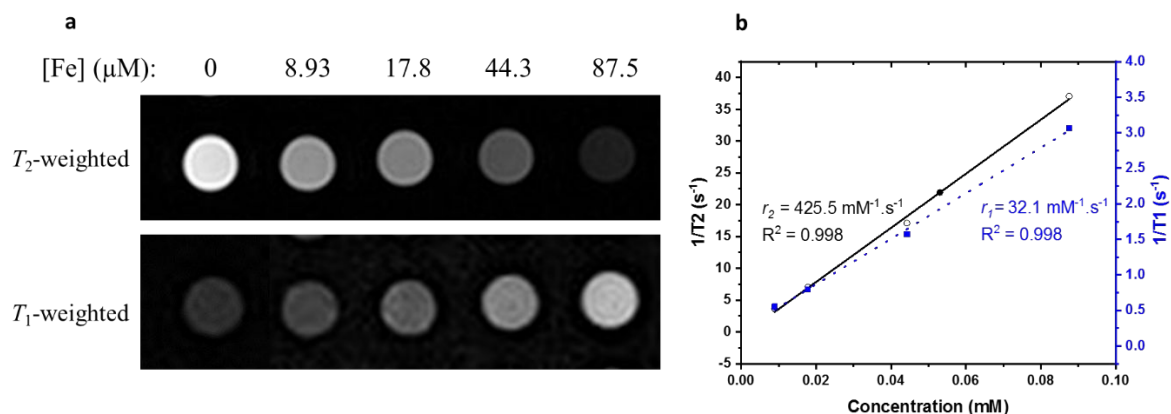 a
[Fe] (µM): 0 8.93 17.8 44.3 87.5
T2-weighted
T1-weighted
b
40
35
30
25
20
15
10
5
0
-5
1/T2 (s-1)
r2 = 425.5 mM-1.s-1
R2 = 0.998
r1= 32.1 mM-1.s-1
R2 = 0.998
4.0
3.5
3.0
2.5
2.0
1.5
1.0
0.5
0.0
1/T1 (s-1)
0.00 0.02 0.04 0.06 0.08 0.10
Concentration (mM)